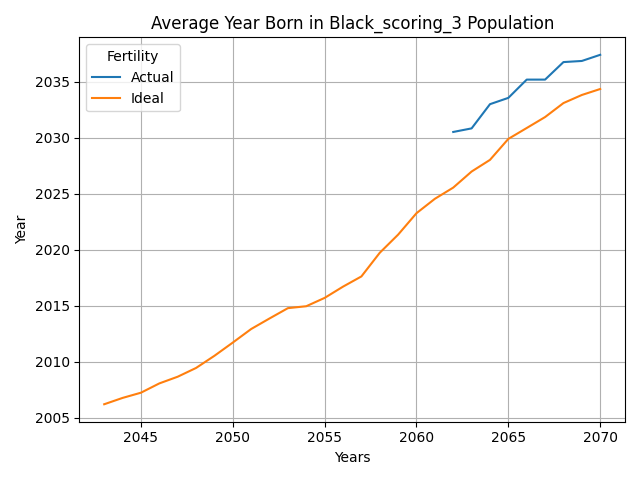 Average Year Born in Black_scoring_3 Population
Fertility
Actual
Ideal
2035
2030
2025
2020
2015
2010
2005
Year
2045 2050 2055 2060 2065 2070
Years